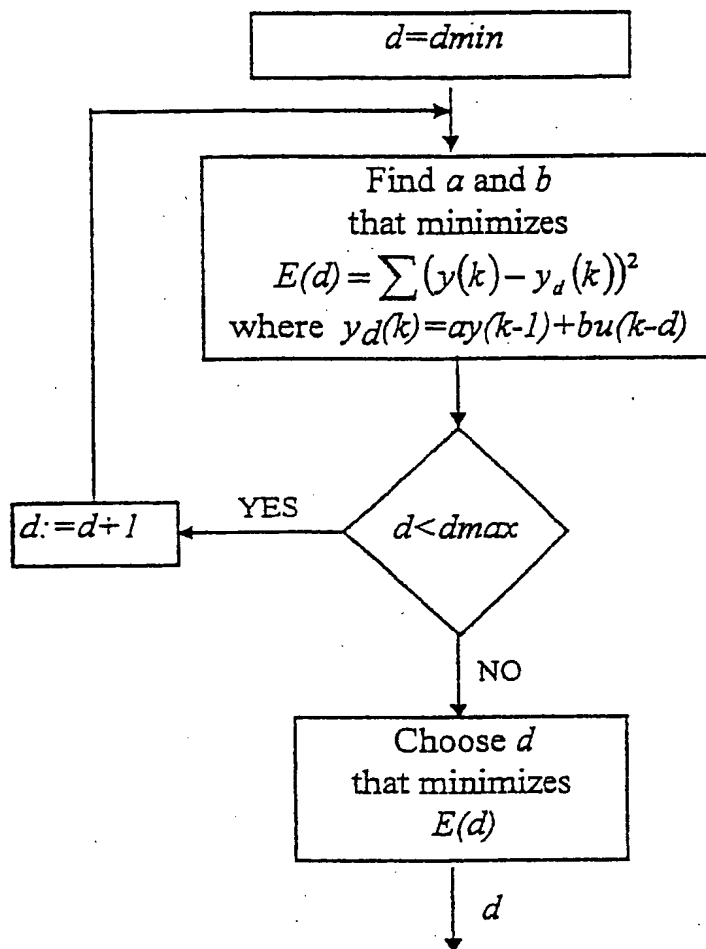 d=dmin
Find a and b
that minimizes
E(d) = ∑ (y(k) − y_d (k))²
where y_d(k)=ay(k-1)+bu(k-d)
YES
d:=d+1
d<dmax
NO
Choose d
that minimizes
E(d)
d